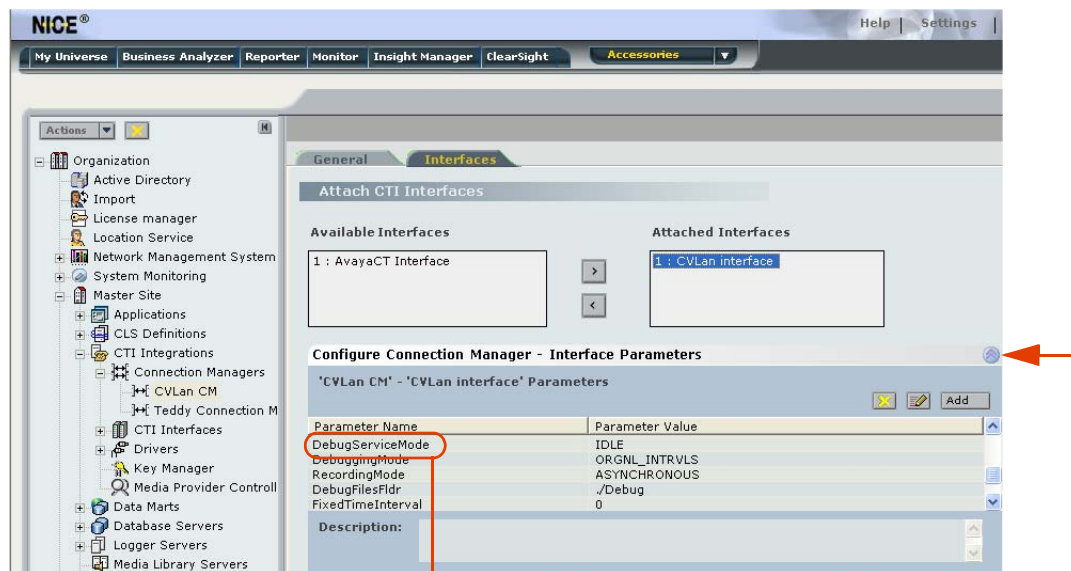 NICE®
Help | Settings |
My Universe Business Analyzer Reporter Monitor Insight Manager ClearSight Accessories
Actions
Organization
Active Directory
Import
License manager
Location Service
Network Management System
System Monitoring
Master Site
Applications
CLS Definitions
CTI Integrations
Connection Managers
CVLan CM
Teddy Connection M
CTI Interfaces
Drivers
Key Manager
Media Provider Controll
Data Marts
Database Servers
Logger Servers
Media Library Servers
General Interfaces
Attach CTI Interfaces
Available Interfaces Attached Interfaces
1 : AvayaCT Interface 1 : CVLan interface
>
<
Configure Connection Manager - Interface Parameters
'CVLan CM' - 'CVLan interface' Parameters
Add
Parameter Name Parameter Value
DebugServiceMode IDLE
DebuggingMode ORGNL_INTRVLS
RecordingMode ASYNCHRONOUS
DebugFilesFldr ./Debug
FixedTimeInterval 0
Description: